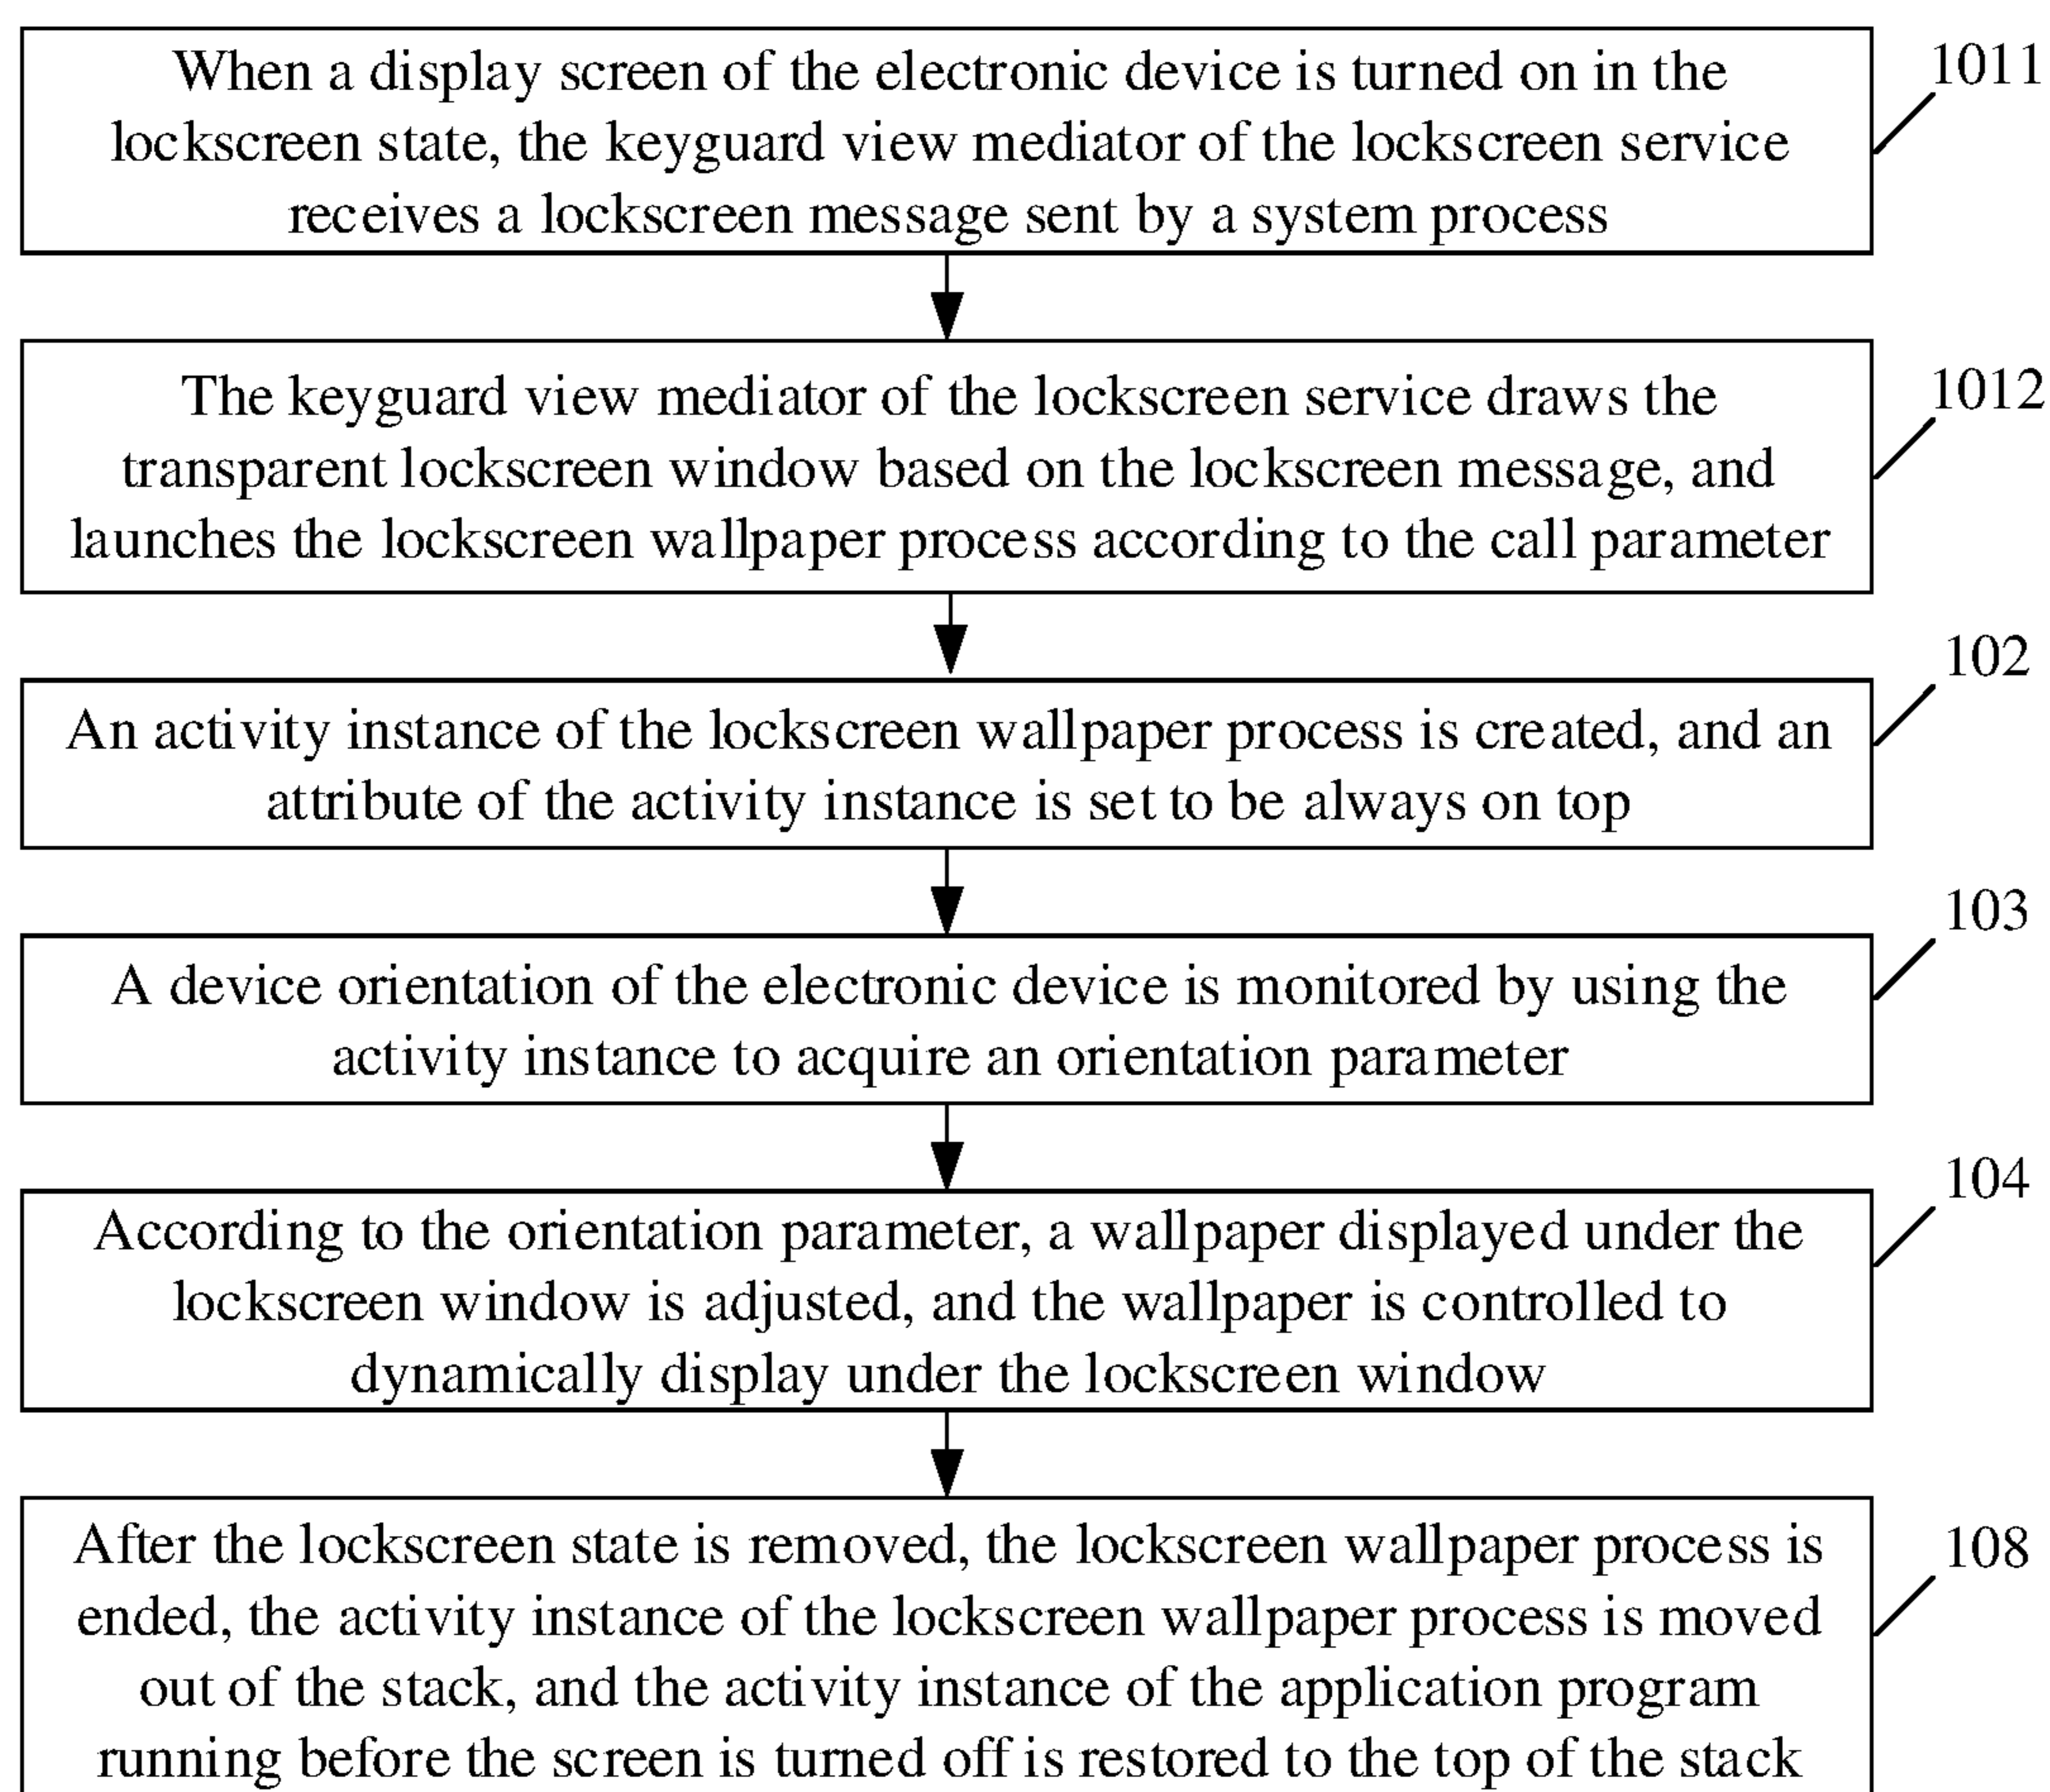 When a display screen of the electronic device is turned on in the
lockscreen state, the keyguard view mediator of the lockscreen service
receives a lockscreen message sent by a system process
1011
The keyguard view mediator of the lockscreen service draws the
transparent lockscreen window based on the lockscreen message, and
launches the lockscreen wallpaper process according to the call parameter
1012
An activity instance of the lockscreen wallpaper process is created, and an
attribute of the activity instance is set to be always on top
102
A device orientation of the electronic device is monitored by using the
activity instance to acquire an orientation parameter
103
According to the orientation parameter, a wallpaper displayed under the
lockscreen window is adjusted, and the wallpaper is controlled to
dynamically display under the lockscreen window
104
After the lockscreen state is removed, the lockscreen wallpaper process is
ended, the activity instance of the lockscreen wallpaper process is moved
out of the stack, and the activity instance of the application program
running before the screen is turned off is restored to the top of the stack
108